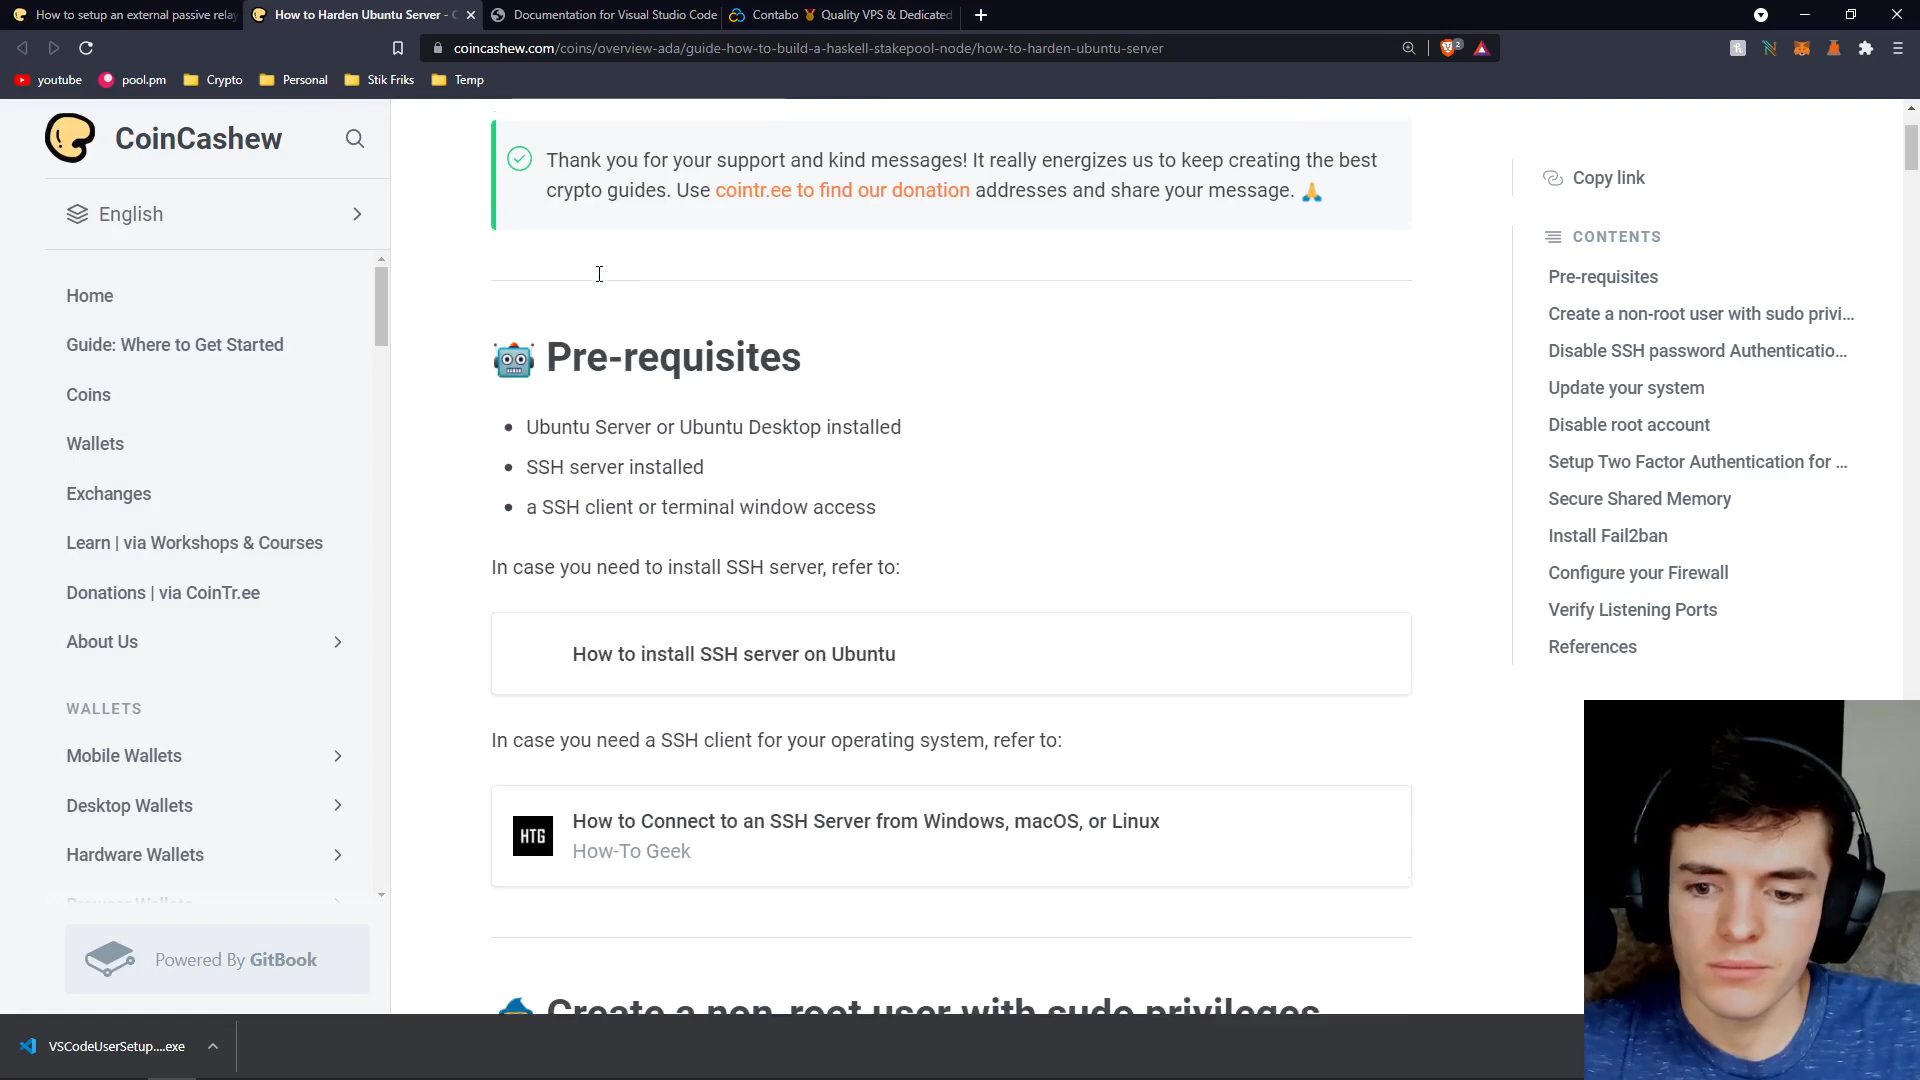 How to setup an external passive relay
How to Harden Ubuntu Server -
Documentation for Visual Studio Code
Contabo 🏅 Quality VPS & Dedicated
coincashew.com/coins/overview-ada/guide-how-to-build-a-haskell-stakepool-node/how-to-harden-ubuntu-server
2
youtube
pool.pm
Crypto
Personal
Stik Friks
Temp
CoinCashew
English
Home
Guide: Where to Get Started
Coins
Wallets
Exchanges
Learn | via Workshops & Courses
Donations | via CoinTr.ee
About Us
WALLETS
Mobile Wallets
Desktop Wallets
Hardware Wallets
Powered By GitBook
Thank you for your support and kind messages! It really energizes us to keep creating the best
crypto guides. Use cointr.ee to find our donation addresses and share your message. 🙏
🤖 Pre-requisites
• Ubuntu Server or Ubuntu Desktop installed
• SSH server installed
• a SSH client or terminal window access
In case you need to install SSH server, refer to:
How to install SSH server on Ubuntu
In case you need a SSH client for your operating system, refer to:
HTG
How to Connect to an SSH Server from Windows, macOS, or Linux
How-To Geek
Create a non-root user with sudo privileges
Copy link
CONTENTS
Pre-requisites
Create a non-root user with sudo privi...
Disable SSH password Authenticatio...
Update your system
Disable root account
Setup Two Factor Authentication for ...
Secure Shared Memory
Install Fail2ban
Configure your Firewall
Verify Listening Ports
References
VSCodeUserSetup....exe